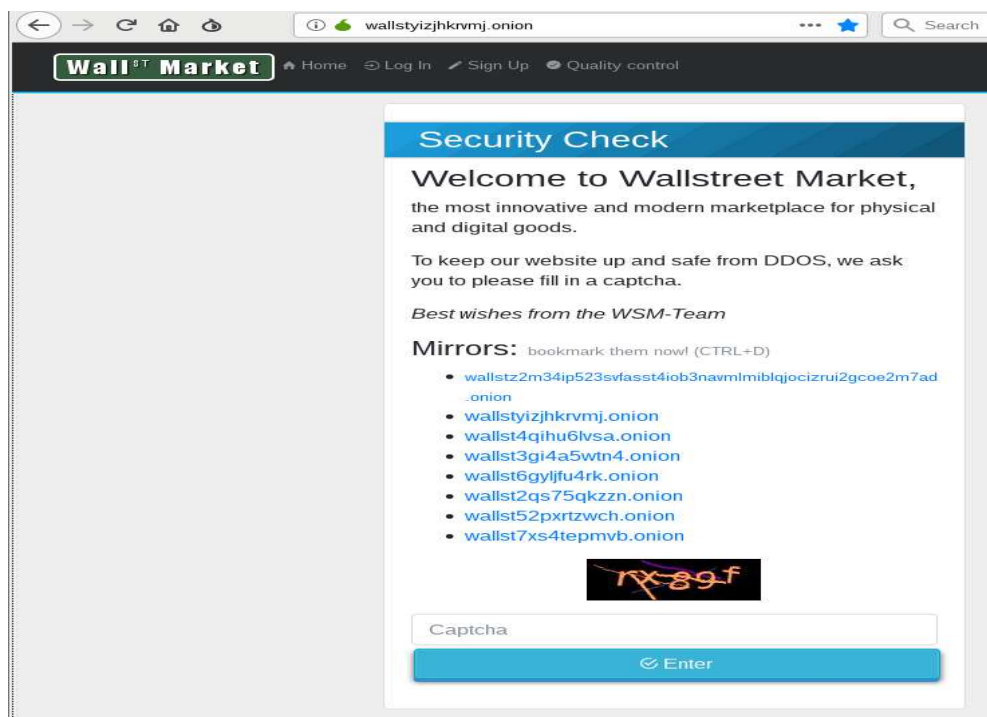 wallstyizjhkrvmj.onion
Search
Wall ST Market
Home
Log In
Sign Up
Quality control
Security Check
Welcome to Wallstreet Market,
the most innovative and modern marketplace for physical
and digital goods.
To keep our website up and safe from DDOS, we ask
you to please fill in a captcha.
Best wishes from the WSM-Team
Mirrors: bookmark them now! (CTRL+D)
wallstz2m34ip523svfasst4iob3navmlmiblqjocizrui2gcoe2m7ad
.onion
wallstyizjhkrvmj.onion
wallst4qihu6lvsa.onion
wallst3gi4a5wtn4.onion
wallst6gyljfu4rk.onion
wallst2qs75qkzzn.onion
wallst52pxrtzwch.onion
wallst7xs4tepmvb.onion
Captcha
Enter